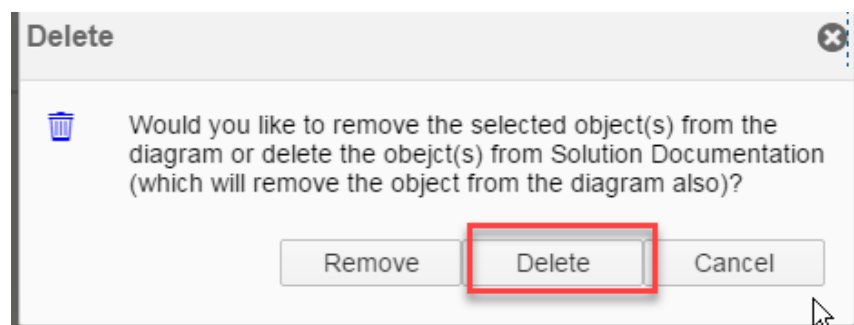 Delete
Would you like to remove the selected object(s) from the
diagram or delete the obejct(s) from Solution Documentation
(which will remove the object from the diagram also)?
Remove Delete Cancel